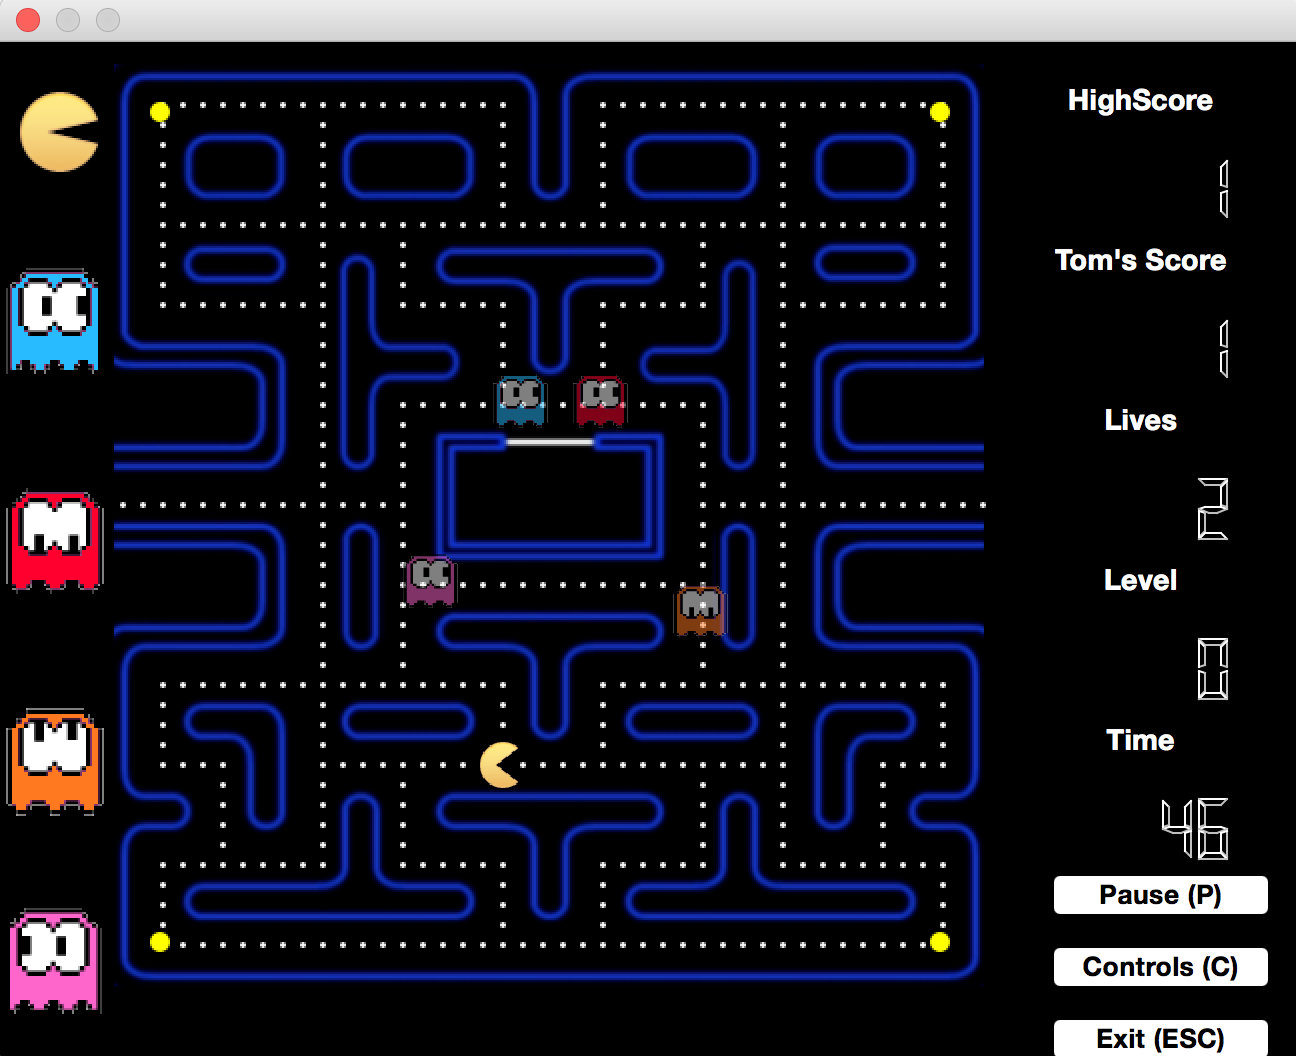 HighScore
1
Tom's Score
1
Lives
2
Level
0
Time
46
Pause (P)
Controls (C)
Exit (ESC)